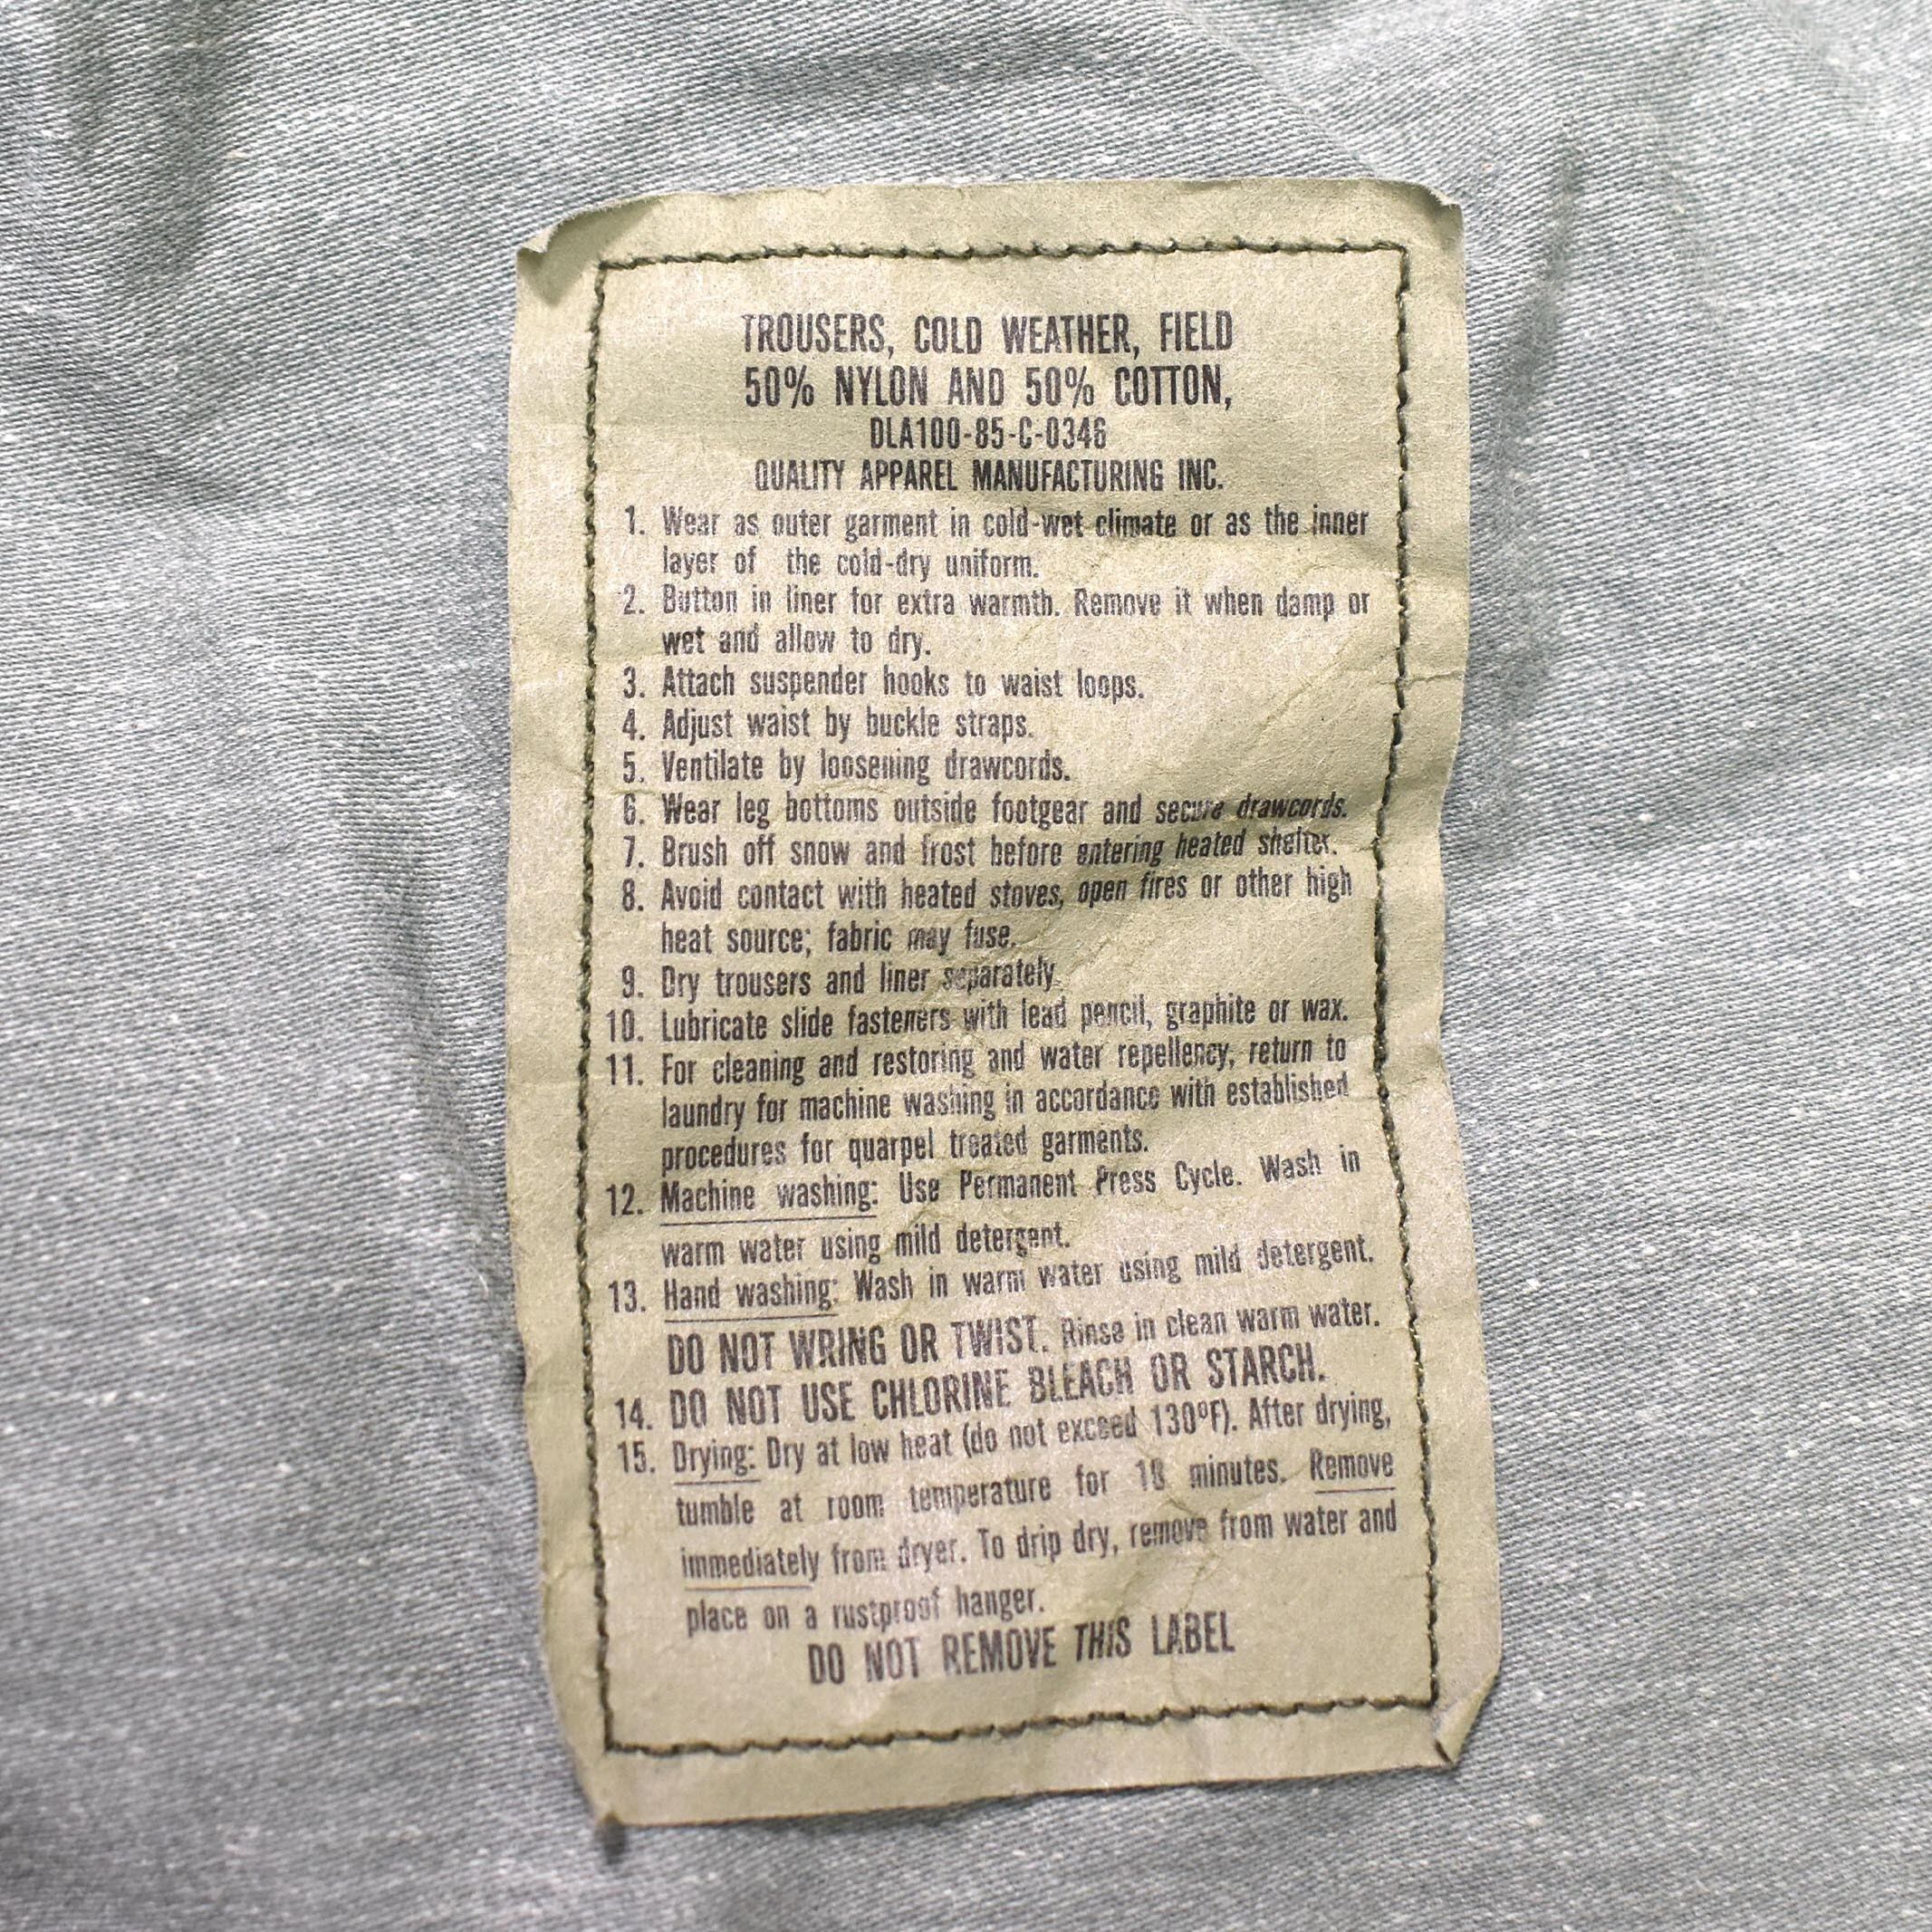 TROUSERS, COLD WEATHER, FIELD
50% NYLON AND 50% COTTON,
DLA100-85-C-0346
QUALITY APPAREL MANUFACTURING INC.
1. Wear as outer garment in cold-wet climate or as the inner
layer of the cold-dry uniform.
2. Button in liner for extra warmth. Remove it when damp or
wet and allow to dry.
3. Attach suspender hooks to waist loops.
4. Adjust waist by buckle straps.
5. Ventilate by loosening drawcords.
6. Wear leg bottoms outside footgear and secure drawcords.
7. Brush off snow and frost before entering heated shelter.
8. Avoid contact with heated stoves, open fires or other high
heat source; fabric may fuse.
9. Dry trousers and liner separately.
10. Lubricate slide fasteners with lead pencil, graphite or wax.
11. For cleaning and restoring and water repellency, return to
laundry for machine washing in accordance with established
procedures for quarpel treated garments.
12. Machine washing: Use Permanent Press Cycle. Wash in
warm water using mild detergent.
13. Hand washing: Wash in warm water using mild detergent.
DO NOT WRING OR TWIST. Rinse in clean warm water.
14. DO NOT USE CHLORINE BLEACH OR STARCH.
15. Drying: Dry at low heat (do not exceed 130ºF). After drying,
tumble at room temperature for minutes. Remove
immediately from dryer. To drip dry, remove from water and
place on a rustproof hanger.
DO NOT REMOVE THIS LABEL